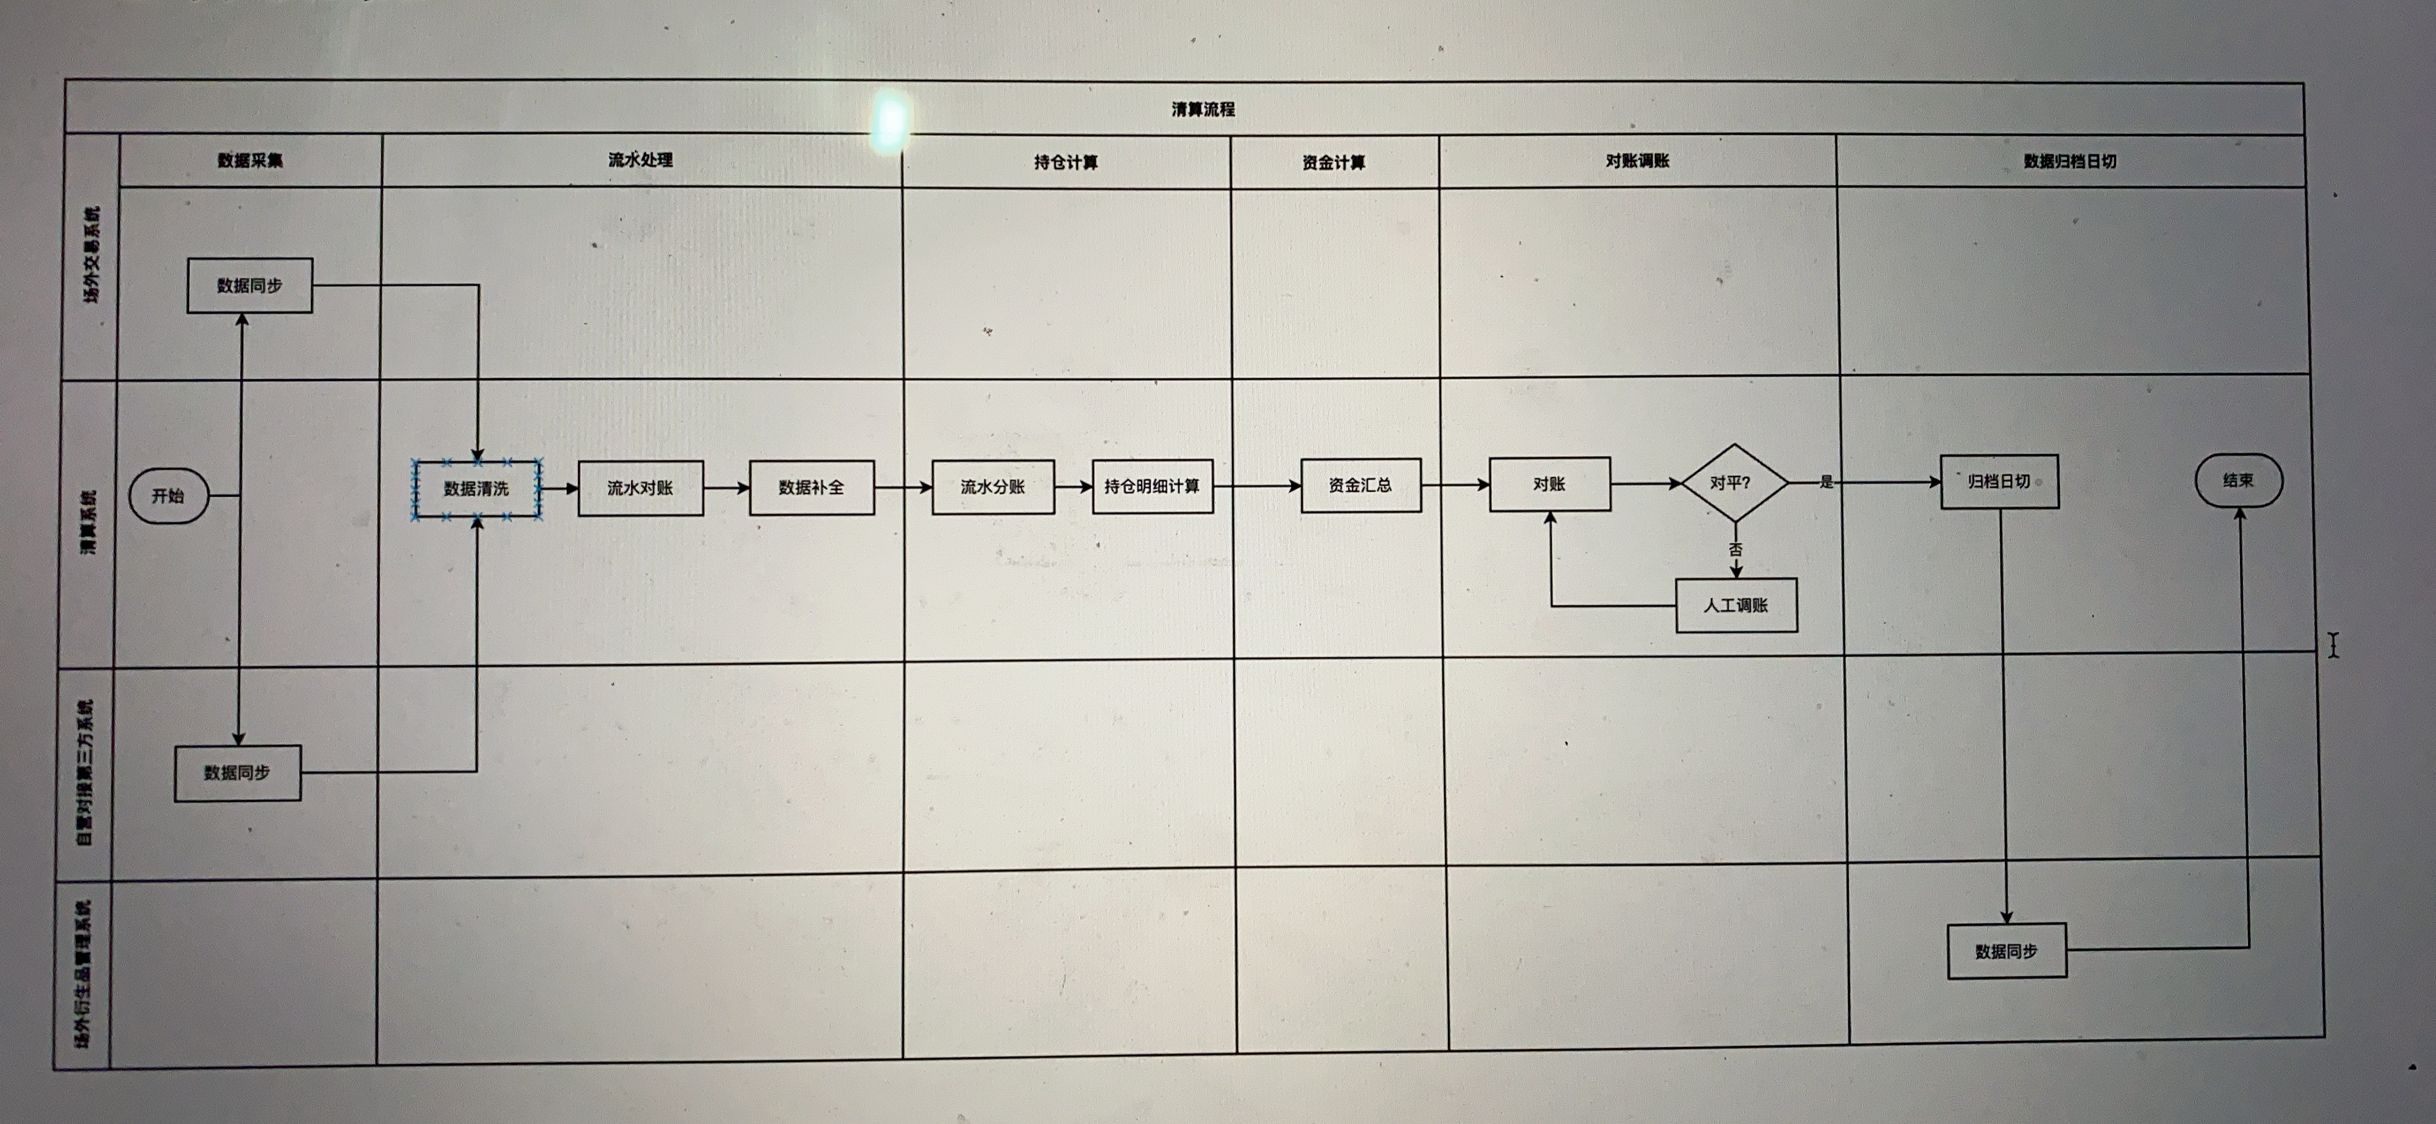 清算流程
数据采集
流水处理
持仓计算
资金计算
对账调账
数据归档日切
场外交易系统
数据同步
清算系统
开始
数据清洗
流水对账
数据补全
流水分账
持仓明细计算
资金汇总
对账
对平?
是
否
人工调账
归档日切
结束
自营对接第三方系统
数据同步
场外衍生品管理系统
数据同步